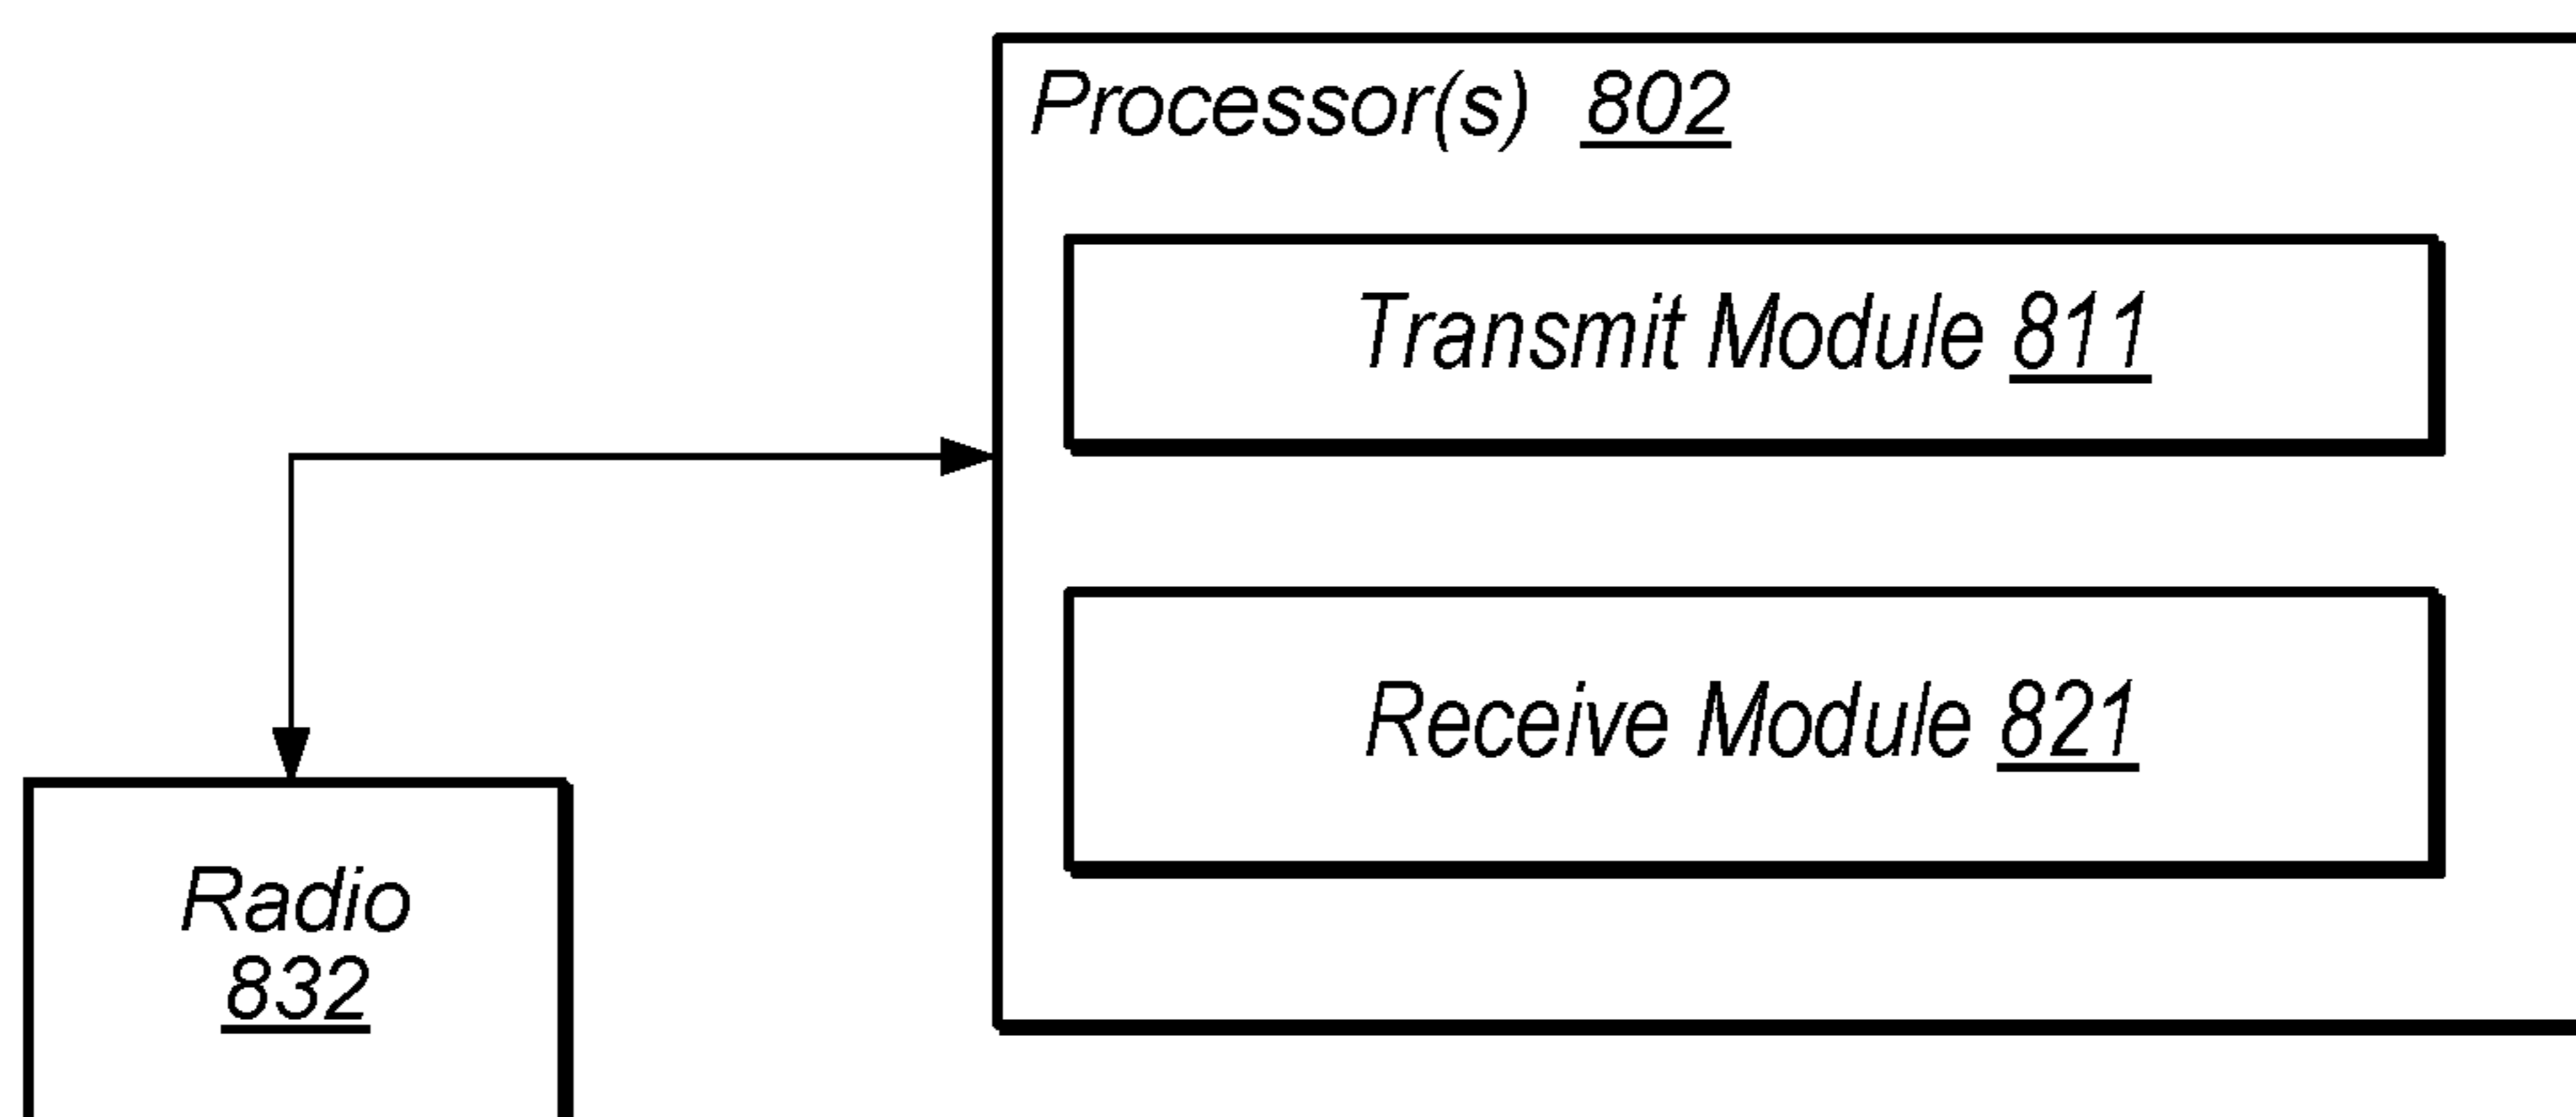 Processor(s) 802
Transmit Module 811
Receive Module 821
Radio
832